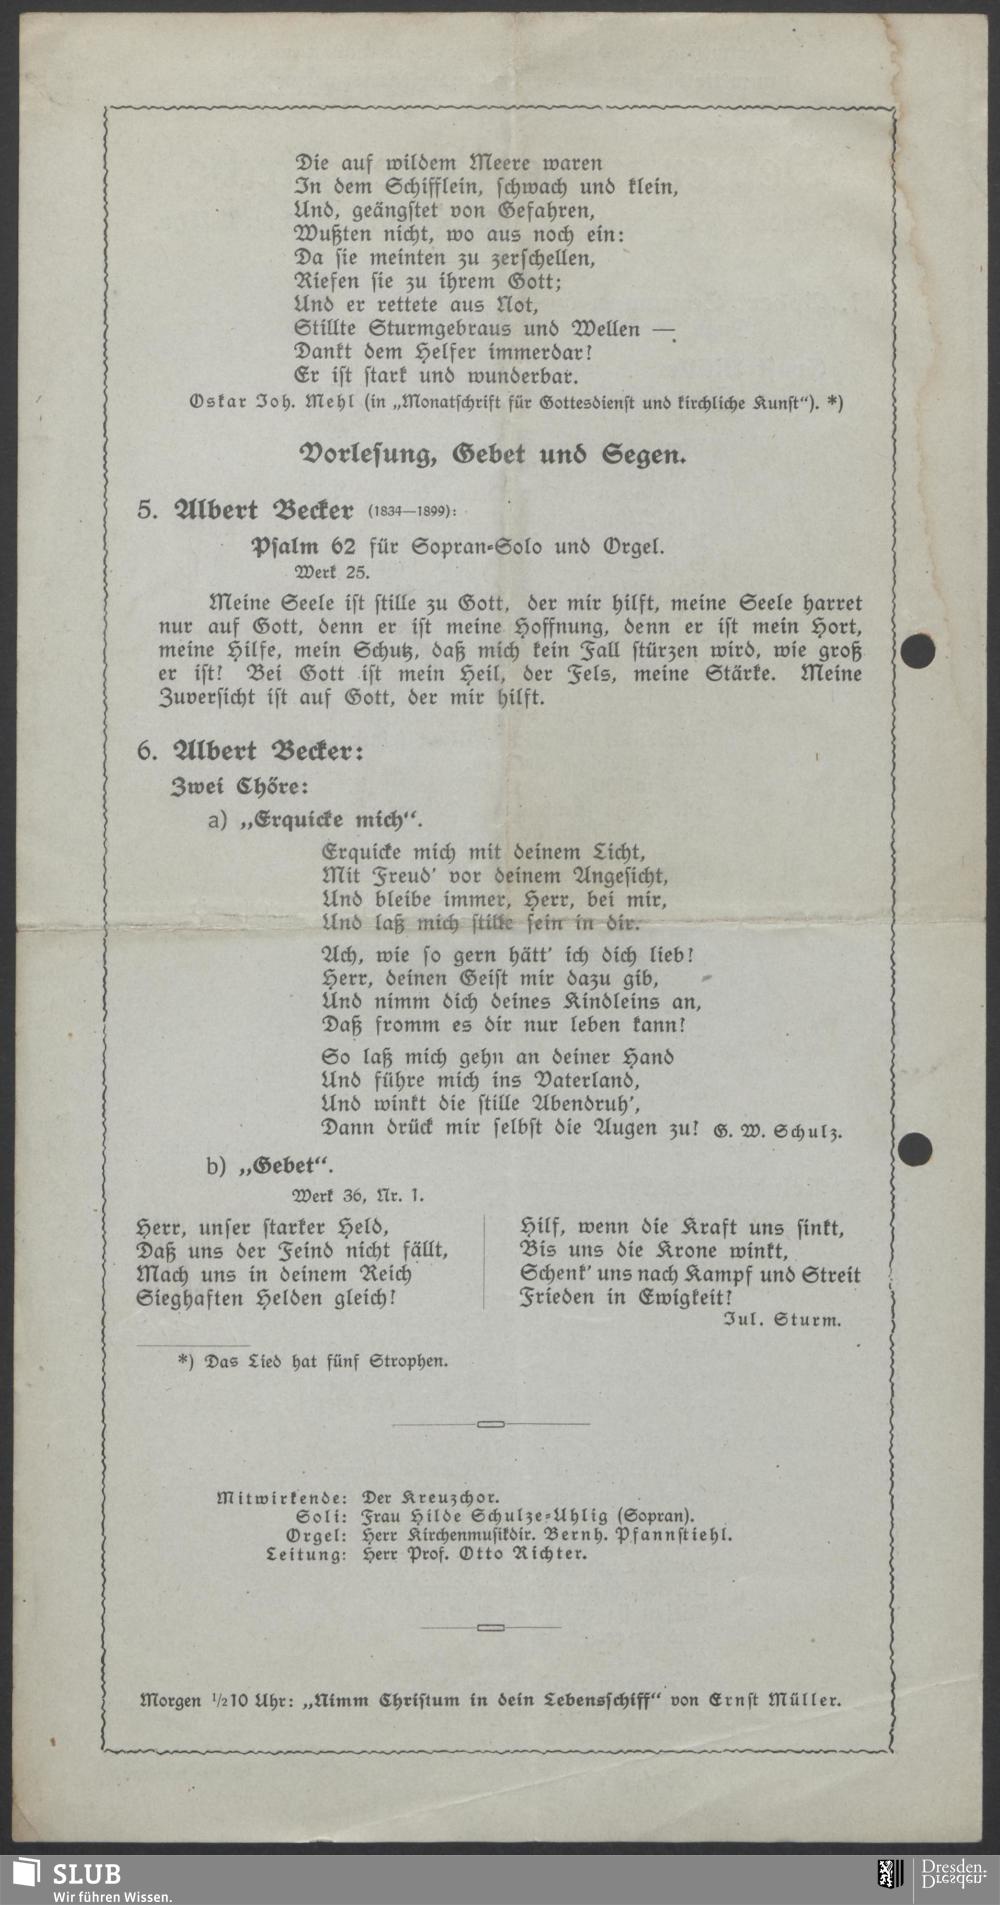 Die auf wildem Meere waren
In dem Schifflein, schwach und klein,
Und, geängstet von Gefahren,
Wußten nicht, wo aus noch ein:
Da sie meinten zu zerschellen,
Riefen sie zu ihrem Gott;
Und er rettete aus Not,
Stillte Sturmgebraus und Wellen —
Dankt dem Helfer immerdar!
Er ist stark und wunderbar.
Oskar Joh. Mehl (in „Monatschrift für Gottesdienst und kirchliche Kunst“). *)
Vorlesung, Gebet und Segen.
5. Albert Becker (1834—1899):
Psalm 62 für Sopran-Solo und Orgel.
Werk 25.
Meine Seele ist stille zu Gott, der mir hilft, meine Seele harret
nur auf Gott, denn er ist meine Hoffnung, denn er ist mein Hort,
meine Hilfe, mein Schutz, daß mich kein Fall stürzen wird, wie groß
er ist! Bei Gott ist mein Heil, der Fels, meine Stärke. Meine
Zuversicht ist auf Gott, der mir hilft.
6. Albert Becker:
Zwei Chöre:
a) „Erquicke mich“.
Erquicke mich mit deinem Licht,
Mit Freud’ vor deinem Angesicht,
Und bleibe immer, Herr, bei mir,
Und laß mich stille sein in dir.
Ach, wie so gern hätt’ ich dich lieb!
Herr, deinen Geist mir dazu gib,
Und nimm dich deines Kindleins an,
Daß fromm es dir nur leben kann!
So laß mich gehn an deiner Hand
Und führe mich ins Vaterland,
Und winkt die stille Abendruh’,
Dann drück mir selbst die Augen zu! G. W. Schulz.
b) „Gebet“.
Werk 36, Nr. 1.
Herr, unser starker Held,
Daß uns der Feind nicht fällt,
Mach uns in deinem Reich
Sieghaften Helden gleich!
Hilf, wenn die Kraft uns sinkt,
Bis uns die Krone winkt,
Schenk’ uns nach Kampf und Streit
Frieden in Ewigkeit!
Jul. Sturm.
*) Das Lied hat fünf Strophen.
Mitwirkende: Der Kreuzchor.
Soli: Frau Hilde Schulze-Uhlig (Sopran).
Orgel: Herr Kirchenmusikdir. Bernh. Pfannstiehl.
Leitung: Herr Prof. Otto Richter.
Morgen ½10 Uhr: „Nimm Christum in dein Lebensschiff“ von Ernst Müller.
SLUB
Wir führen Wissen.
Dresden.
Dresden.